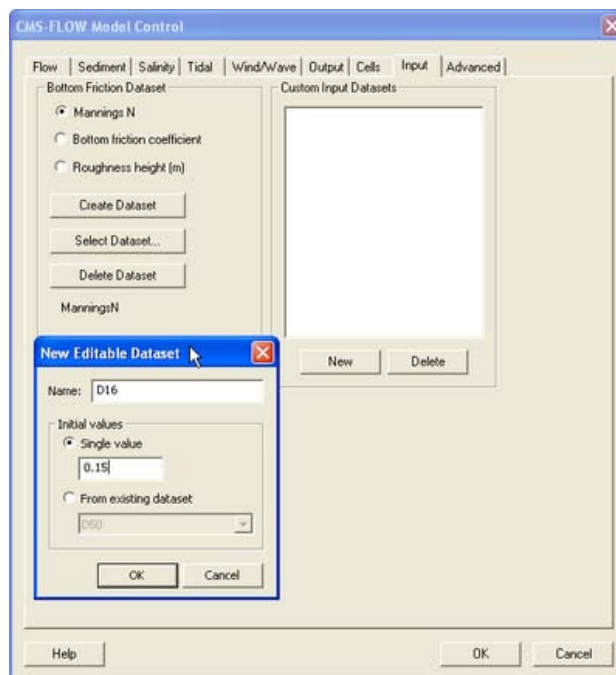 CMS-FLOW Model Control
Flow Sediment Salinity Tidal Wind/Wave Output Cells Input Advanced
Bottom Friction Dataset
Mannings N
Bottom friction coefficient
Roughness height (m)
Create Dataset
Select Dataset...
Delete Dataset
ManningsN
Custom Input Datasets
New Delete
New Editable Dataset
Name: D16
Initial values
Single value
0.15
From existing dataset
D50
OK Cancel
Help OK Cancel